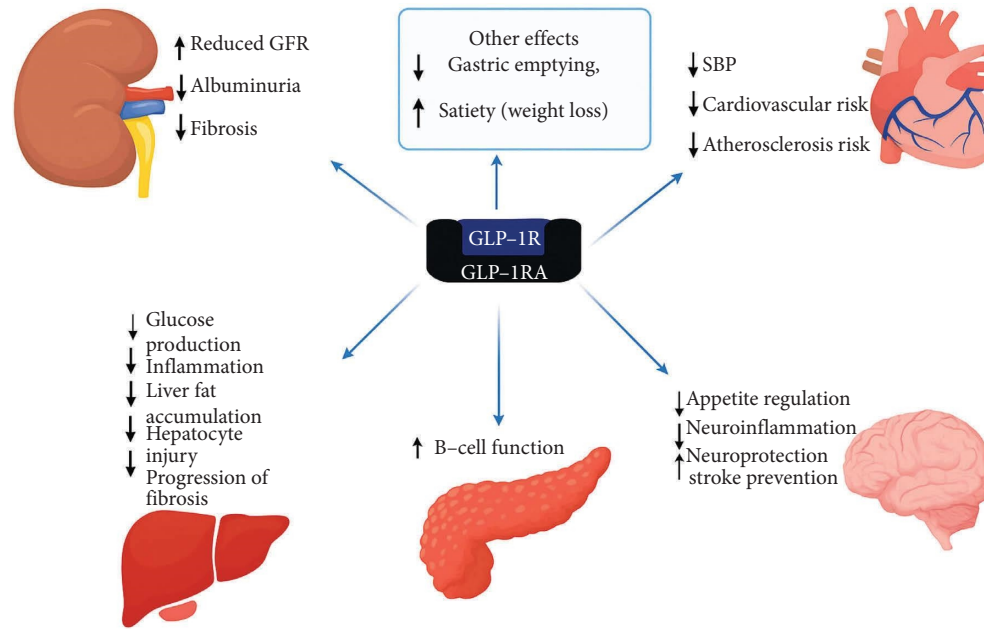 Reduced GFR
Albuminuria
Fibrosis
Other effects
Gastric emptying,
Satiety (weight loss)
SBP
Cardiovascular risk
Atherosclerosis risk
GLP–1R
GLP–1RA
Glucose
production
Inflammation
Liver fat
accumulation
Hepatocyte
injury
Progression of
fibrosis
B–cell function
Appetite regulation
Neuroinflammation
Neuroprotection
stroke prevention